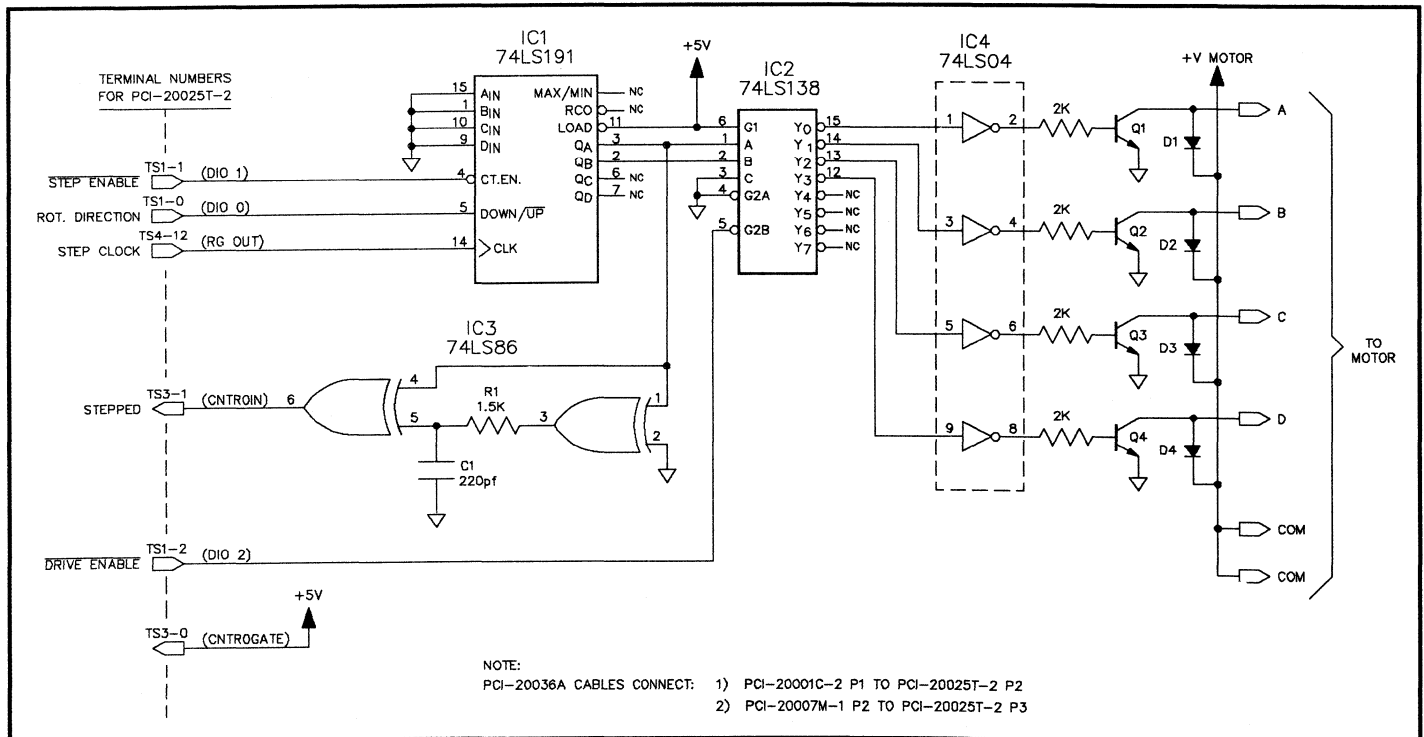 TERMINAL NUMBERS
FOR PCI-20025T-2
IC1
74LS191
15 AIN
1 BIN
10 CIN
9 DIN
4 CT.EN.
5 DOWN/UP
14 CLK
MAX/MIN NC
RCO NC
LOAD 11
QA 3
QB 2
QC 6 NC
QD 7 NC
STEP ENABLE TS1-1 (DIO 1)
ROT. DIRECTION TS1-0 (DIO 0)
STEP CLOCK TS4-12 (RG OUT)
+5V
IC2
74LS138
6 G1
1 A
2 B
3 C
4 G2A
5 G2B
Y0 15
Y1 14
Y2 13
Y3 12
Y4 NC
Y5 NC
Y6 NC
Y7 NC
IC4
74LS04
1 2
3 4
5 6
9 8
+V MOTOR
2K Q1 D1 A
2K Q2 D2 B
2K Q3 D3 C
2K Q4 D4 D
COM
COM
TO
MOTOR
IC3
74LS86
STEPPED TS3-1 (CNTROIN) 6
4
5
R1
1.5K
3
1
2
C1
220pf
DRIVE ENABLE TS1-2 (DIO 2)
+5V
TS3-0 (CNTROGATE)
NOTE:
PCI-20036A CABLES CONNECT: 1) PCI-20001C-2 P1 TO PCI-20025T-2 P2
2) PCI-20007M-1 P2 TO PCI-20025T-2 P3